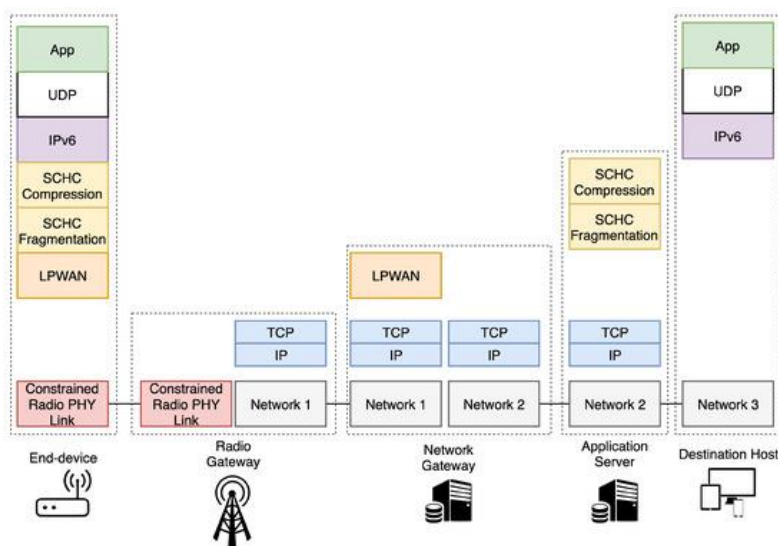 App
UDP
IPv6
SCHC
Compression
SCHC
Fragmentation
LPWAN
Constrained
Radio PHY
Link
End-device
TCP
IP
Constrained
Radio PHY
Link
Network 1
Radio
Gateway
LPWAN
TCP
IP
TCP
IP
Network 1
Network 2
Network
Gateway
SCHC
Compression
SCHC
Fragmentation
TCP
IP
Network 2
Application
Server
App
UDP
IPv6
Network 3
Destination Host